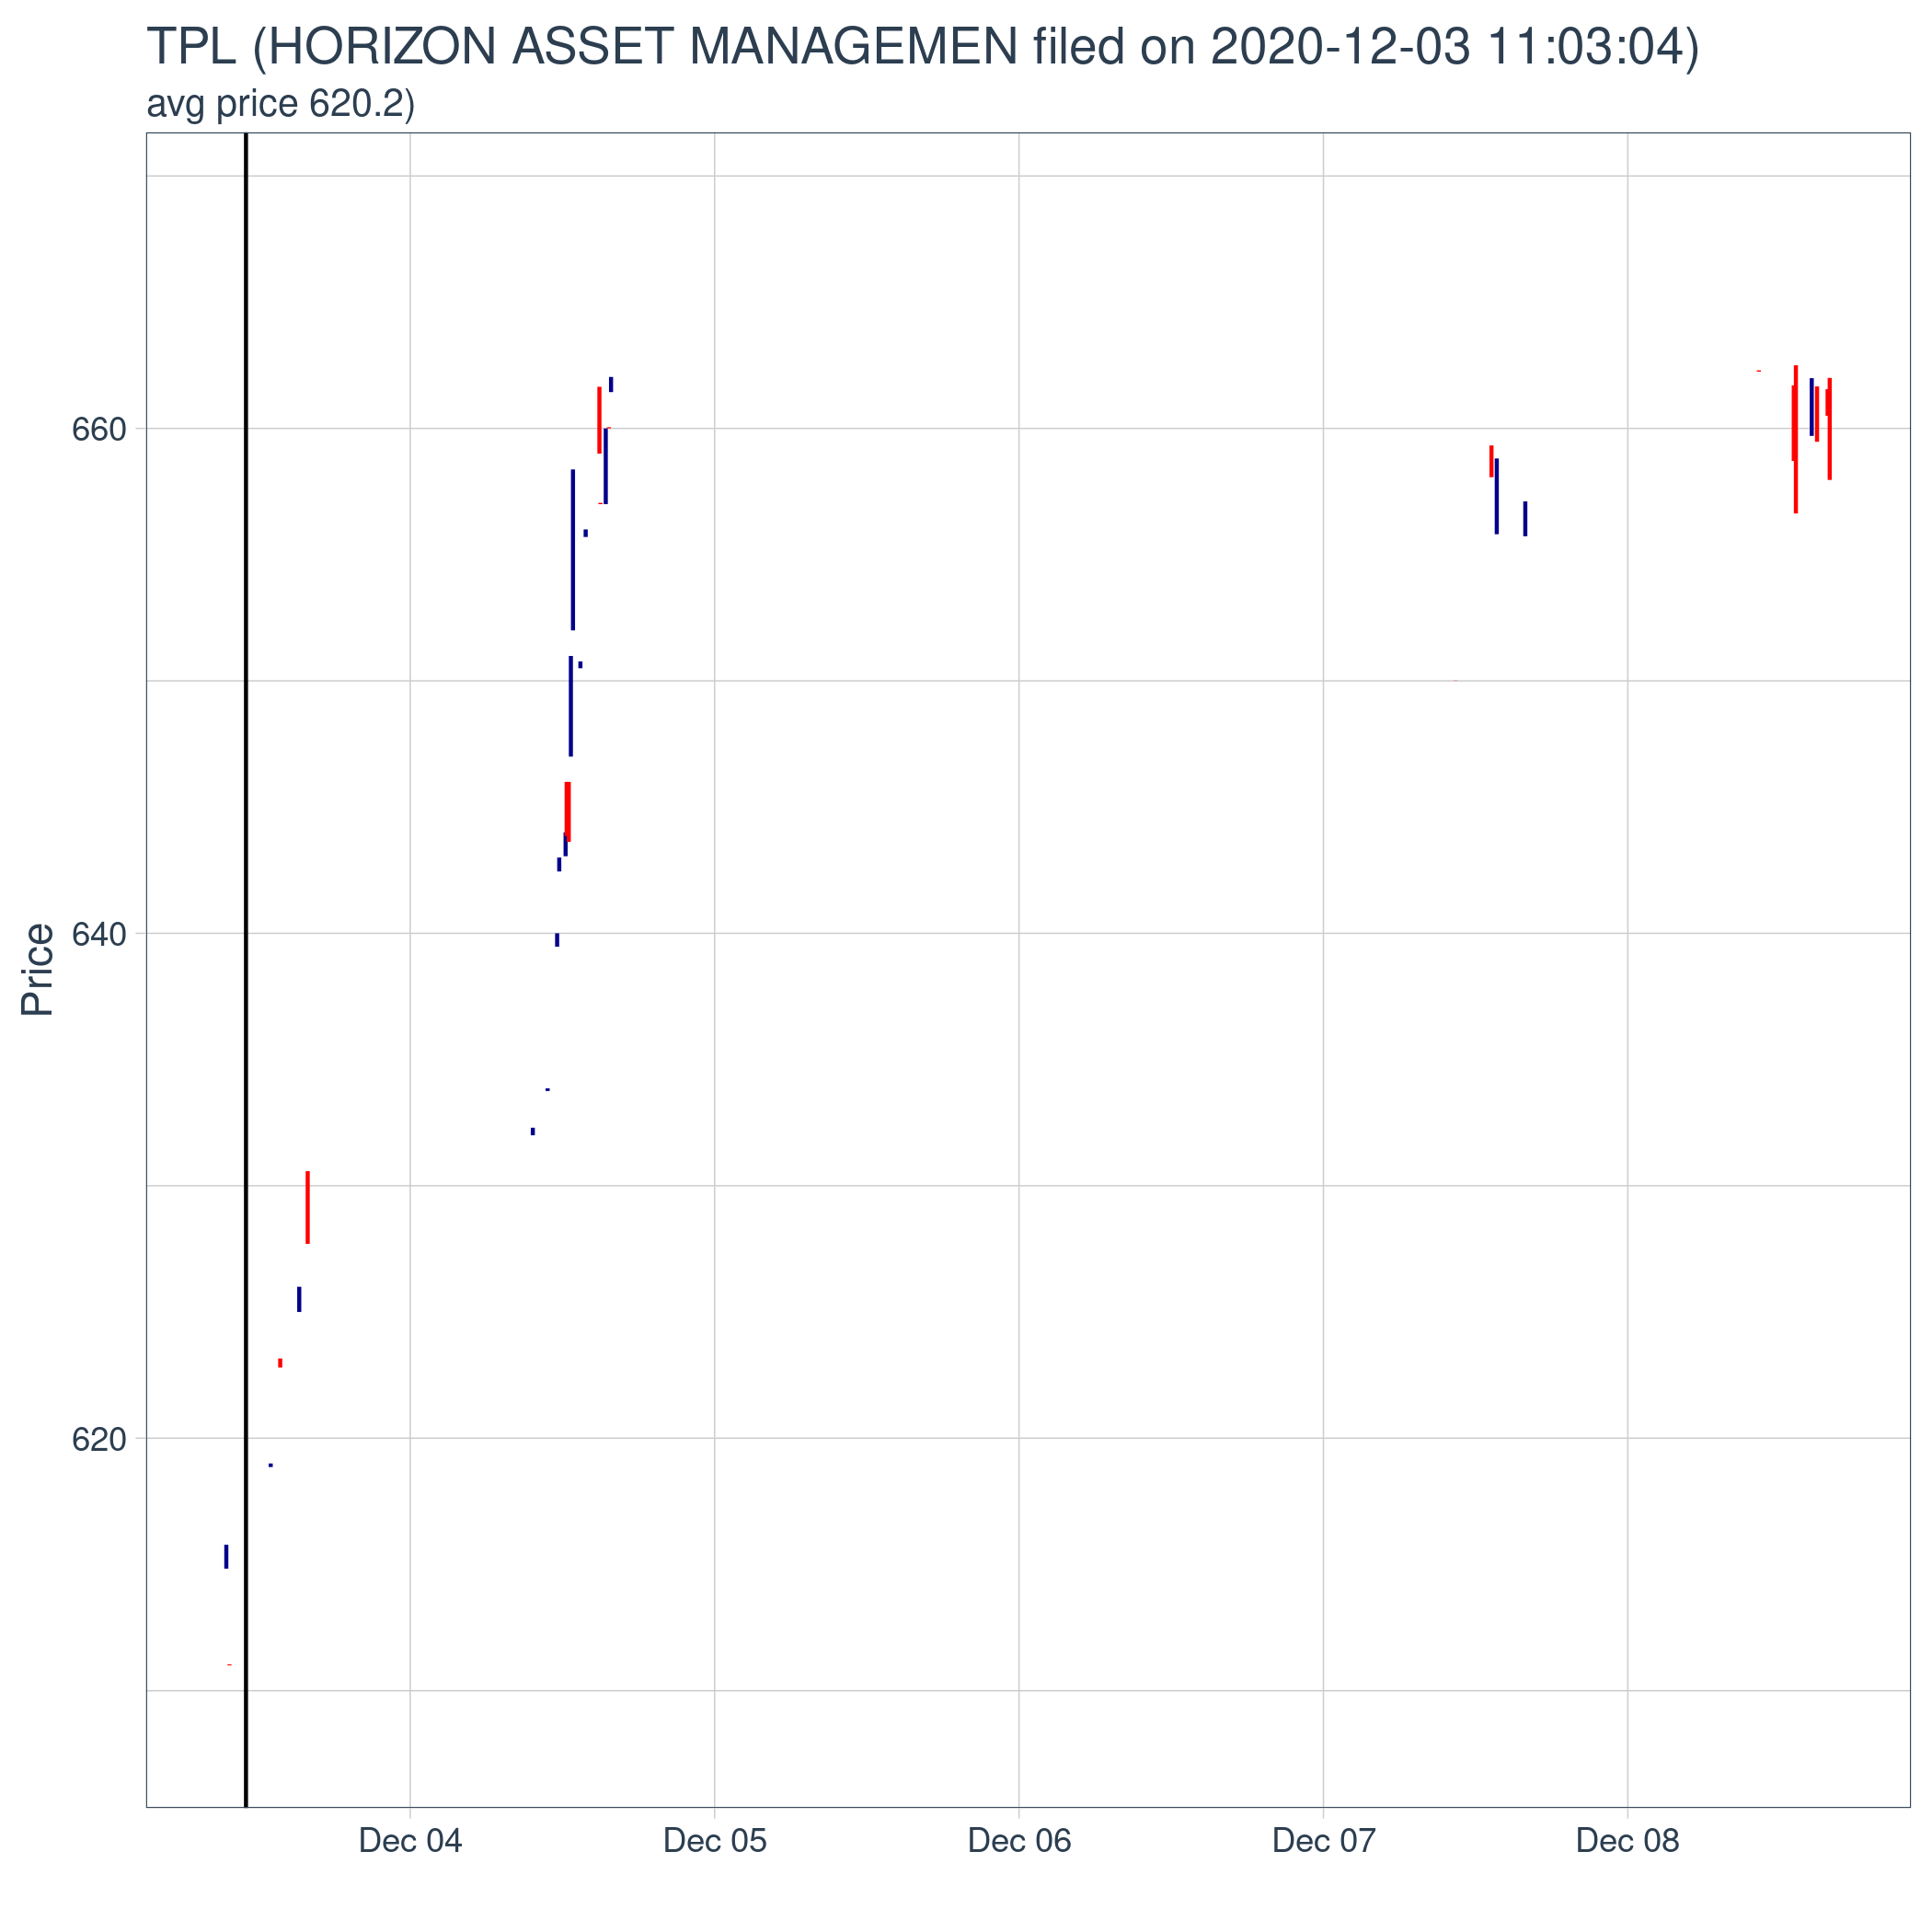 TPL (HORIZON ASSET MANAGEMEN filed on 2020-12-03 11:03:04)
avg price 620.2)
660
640
620
Price
Dec 04 Dec 05 Dec 06 Dec 07 Dec 08